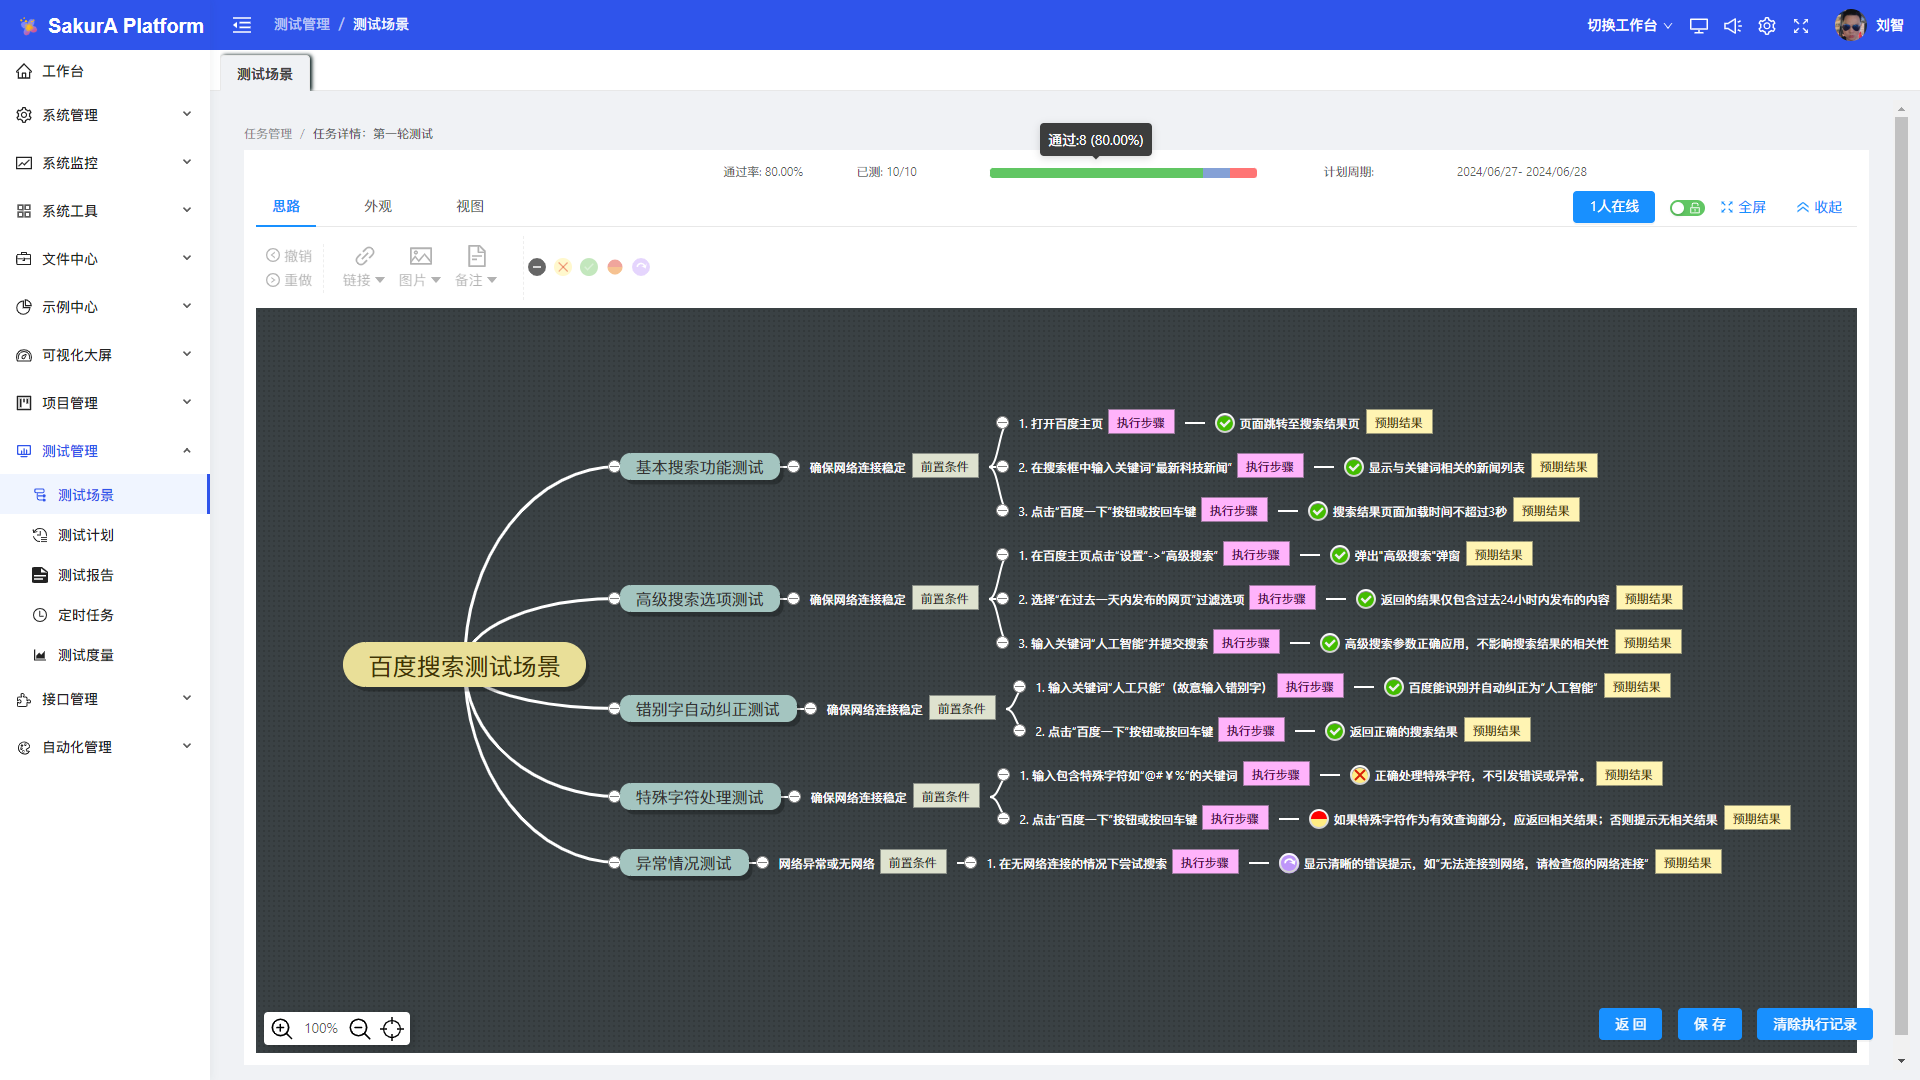 SakurA Platform
测试管理 / 测试场景
切换工作台
刘智
工作台
系统管理
系统监控
系统工具
文件中心
示例中心
可视化大屏
项目管理
测试管理
测试场景
测试计划
测试报告
定时任务
测试度量
接口管理
自动化管理
测试场景
任务管理 / 任务详情：第一轮测试
通过:8 (80.00%)
通过率: 80.00%
已测: 10/10
计划周期:
2024/06/27- 2024/06/28
思路
外观
视图
1人在线
全屏
收起
撤销
重做
链接
图片
备注
百度搜索测试场景
基本搜索功能测试
确保网络连接稳定 前置条件
1. 打开百度主页 执行步骤
页面跳转至搜索结果页 预期结果
2. 在搜索框中输入关键词“最新科技新闻” 执行步骤
显示与关键词相关的新闻列表 预期结果
3. 点击“百度一下”按钮或按回车键 执行步骤
搜索结果页面加载时间不超过3秒 预期结果
高级搜索选项测试
确保网络连接稳定 前置条件
1. 在百度主页点击“设置”->“高级搜索” 执行步骤
弹出"高级搜索"弹窗 预期结果
2. 选择“在过去一天内发布的网页”过滤选项 执行步骤
返回的结果仅包含过去24小时内发布的内容 预期结果
3. 输入关键词“人工智能”并提交搜索 执行步骤
高级搜索参数正确应用，不影响搜索结果的相关性 预期结果
错别字自动纠正测试
确保网络连接稳定 前置条件
1. 输入关键词“人工只能”（故意输入错别字） 执行步骤
百度能识别并自动纠正为“人工智能” 预期结果
2. 点击“百度一下”按钮或按回车键 执行步骤
返回正确的搜索结果 预期结果
特殊字符处理测试
确保网络连接稳定 前置条件
1. 输入包含特殊字符如“@#￥%”的关键词 执行步骤
正确处理特殊字符，不引发错误或异常。 预期结果
2. 点击“百度一下”按钮或按回车键 执行步骤
如果特殊字符作为有效查询部分，应返回相关结果；否则提示无相关结果 预期结果
异常情况测试
网络异常或无网络 前置条件
1. 在无网络连接的情况下尝试搜索 执行步骤
显示清晰的错误提示，如“无法连接到网络，请检查您的网络连接” 预期结果
100%
返 回
保 存
清除执行记录